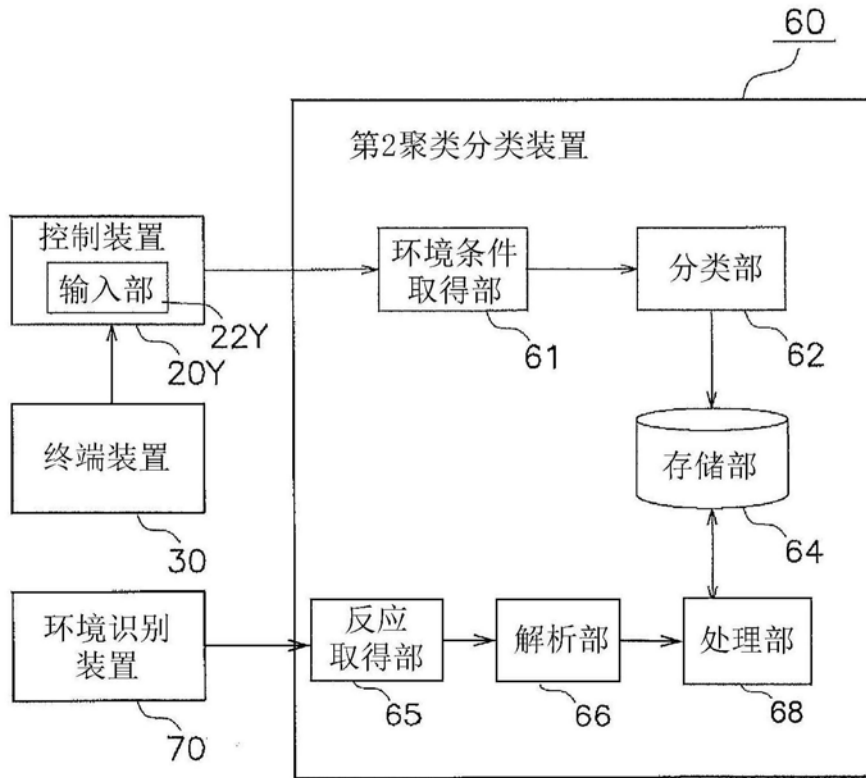 60
第2聚类分类装置
控制装置
输入部
22Y
20Y
环境条件
取得部
61
分类部
62
终端装置
30
存储部
64
环境识别
装置
70
反应
取得部
65
解析部
66
处理部
68